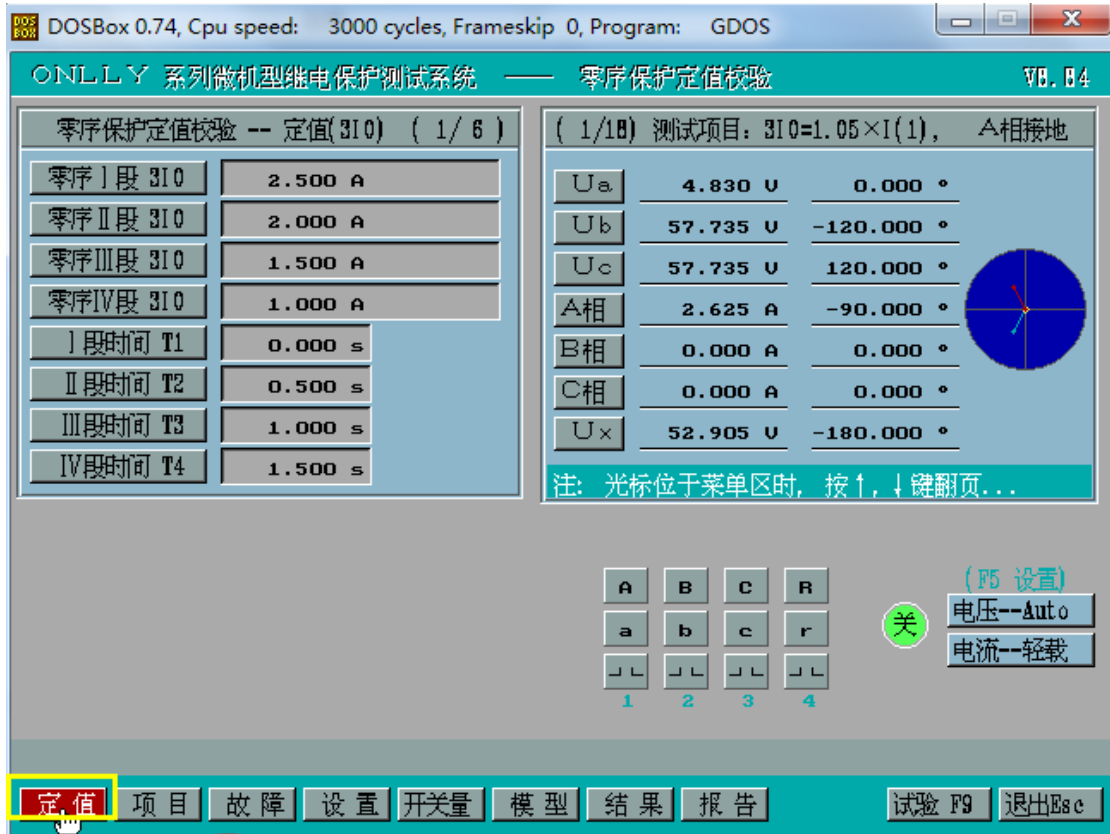 DOSBox 0.74, Cpu speed: 3000 cycles, Frameskip 0, Program: GDOS
ONLLY 系列微机型继电保护测试系统 —— 零序保护定值校验 V8.84
零序保护定值校验 -- 定值(3I0) ( 1/ 6 )
零序Ⅰ段 3I0 2.500 A
零序Ⅱ段 3I0 2.000 A
零序Ⅲ段 3I0 1.500 A
零序Ⅳ段 3I0 1.000 A
Ⅰ段时间 T1 0.000 s
Ⅱ段时间 T2 0.500 s
Ⅲ段时间 T3 1.000 s
Ⅳ段时间 T4 1.500 s
( 1/18) 测试项目: 3I0=1.05×I(1), A相接地
Ua 4.830 V 0.000 °
Ub 57.735 V -120.000 °
Uc 57.735 V 120.000 °
A相 2.625 A -90.000 °
B相 0.000 A 0.000 °
C相 0.000 A 0.000 °
Ux 52.905 V -180.000 °
注: 光标位于菜单区时, 按↑,↓键翻页...
A B C R
a b c r
1 2 3 4
关
(F5 设置)
电压--Auto
电流--轻载
定值 项目 故障 设置 开关量 模型 结果 报告 试验 F9 退出Esc